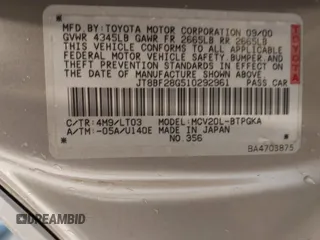 MFD. BY: TOYOTA MOTOR CORPORATION 09/00
GVWR 4345LB GAWR FR 2665LB RR 2665LB
THIS VEHICLE CONFORMS TO ALL APPLICABLE
FEDERAL MOTOR VEHICLE SAFETY, BUMPER, AND
THEFT PREVENTION STANDARDS IN EFFECT ON
THE DATE OF MANUFACTURE SHOWN ABOVE.
JT8BF28G510292961 PASS CAR
TOYOTA
TOYOTA
C/TR: 4M9/LT03 MODEL: MCV20L-BTPGKA
A/TM: -05A/U140E MADE IN JAPAN
NO.356
BA4703875
© DREAMBID
dreambid.com